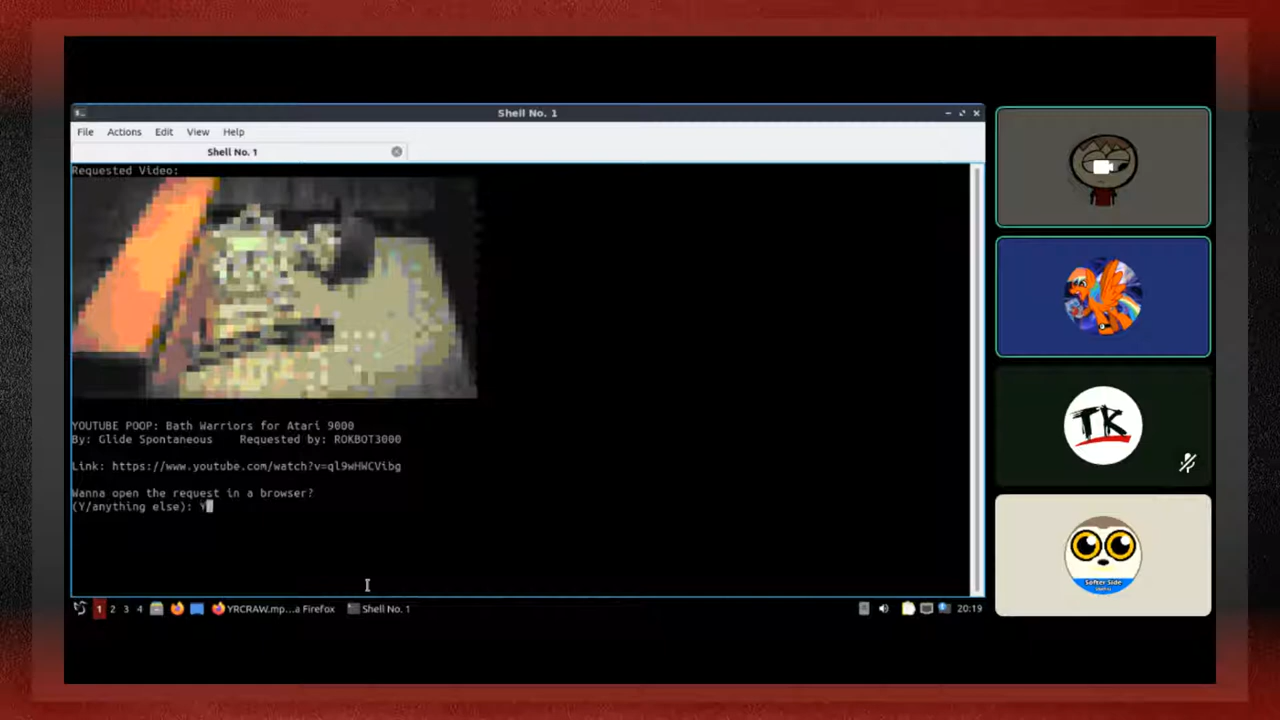 Shell No. 1
File Actions Edit View Help
Shell No. 1
Requested Video:
YOUTUBE POOP: Bath Warriors for Atari 9000
By: Glide Spontaneous Requested by: ROKBOT3000
Link: https://www.youtube.com/watch?v=ql9wHWCVibg
Wanna open the request in a browser?
(Y/anything else): Y
1 2 3 4 YRCRAW.mp...a Firefox Shell No. 1 20:19
TK
Softer Side